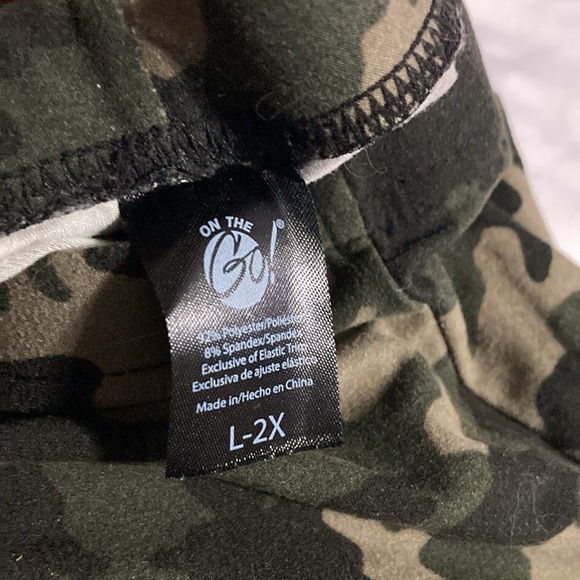 ON THE
Go!®
92% Polyester/Poliéster
8% Spandex/Spandex
Exclusive of Elastic Trim
Exclusiva de ajuste elástico
Made in/Hecho en China
L-2X